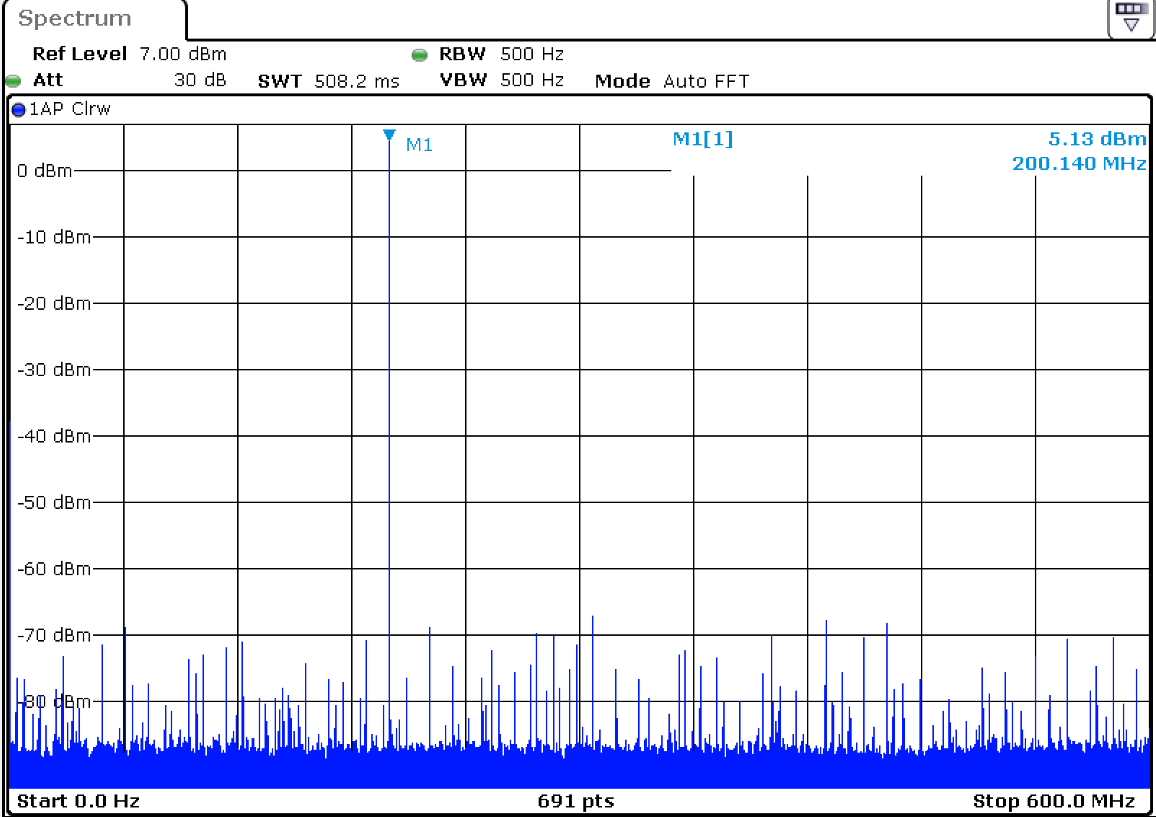 Spectrum
Ref Level 7.00 dBm RBW 500 Hz
Att 30 dB SWT 508.2 ms VBW 500 Hz Mode Auto FFT
1AP Clrw
M1 M1[1] 5.13 dBm
200.140 MHz
0 dBm
-10 dBm
-20 dBm
-30 dBm
-40 dBm
-50 dBm
-60 dBm
-70 dBm
-80 dBm
Start 0.0 Hz 691 pts Stop 600.0 MHz